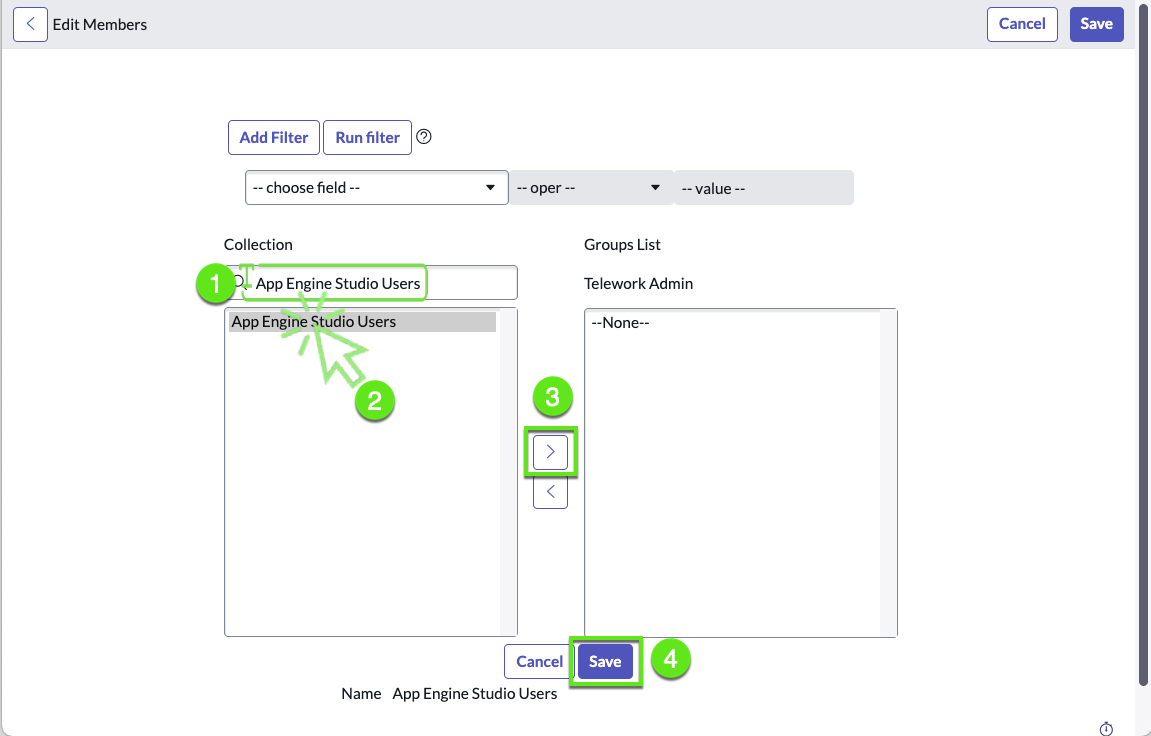 Edit Members
Cancel Save
Add Filter Run filter ?
-- choose field -- -- oper -- -- value --
Collection Groups List
1 App Engine Studio Users Telework Admin
App Engine Studio Users --None--
2 3
> 
<
Cancel Save 4
Name App Engine Studio Users